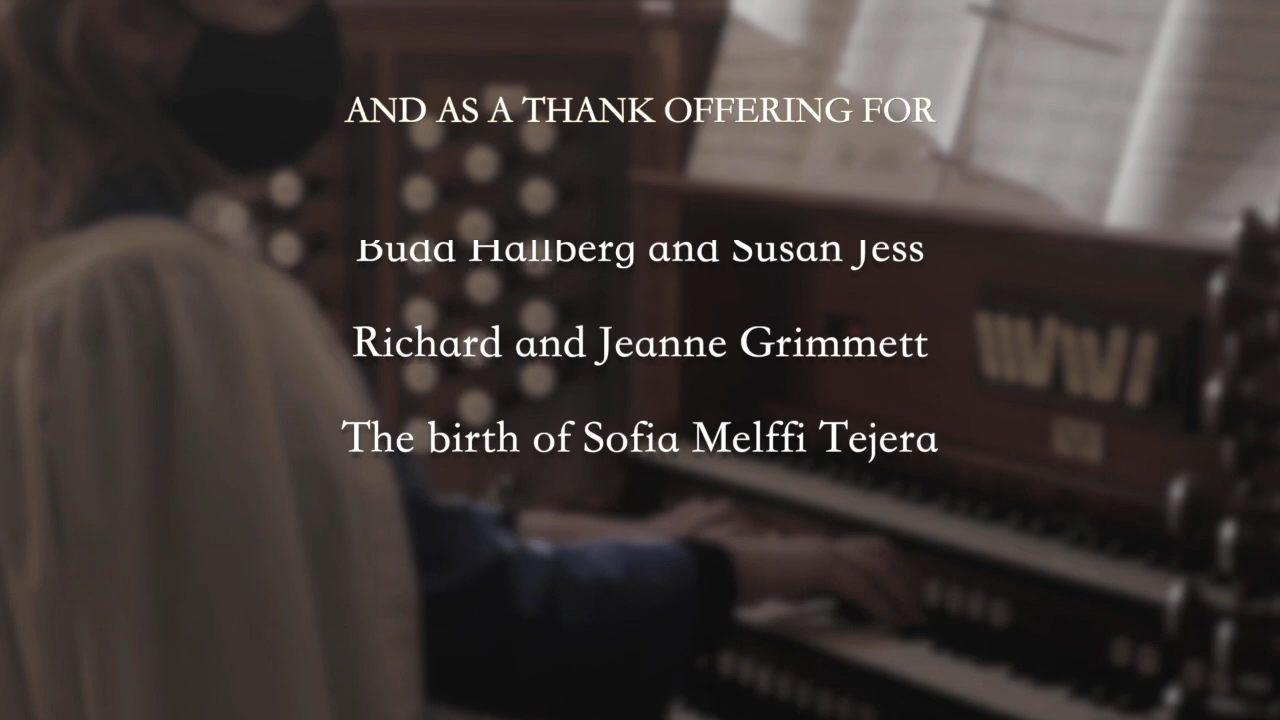 AND AS A THANK OFFERING FOR
Budd Hallberg and Susan Jess
Richard and Jeanne Grimmett
The birth of Sofia Melffi Tejera